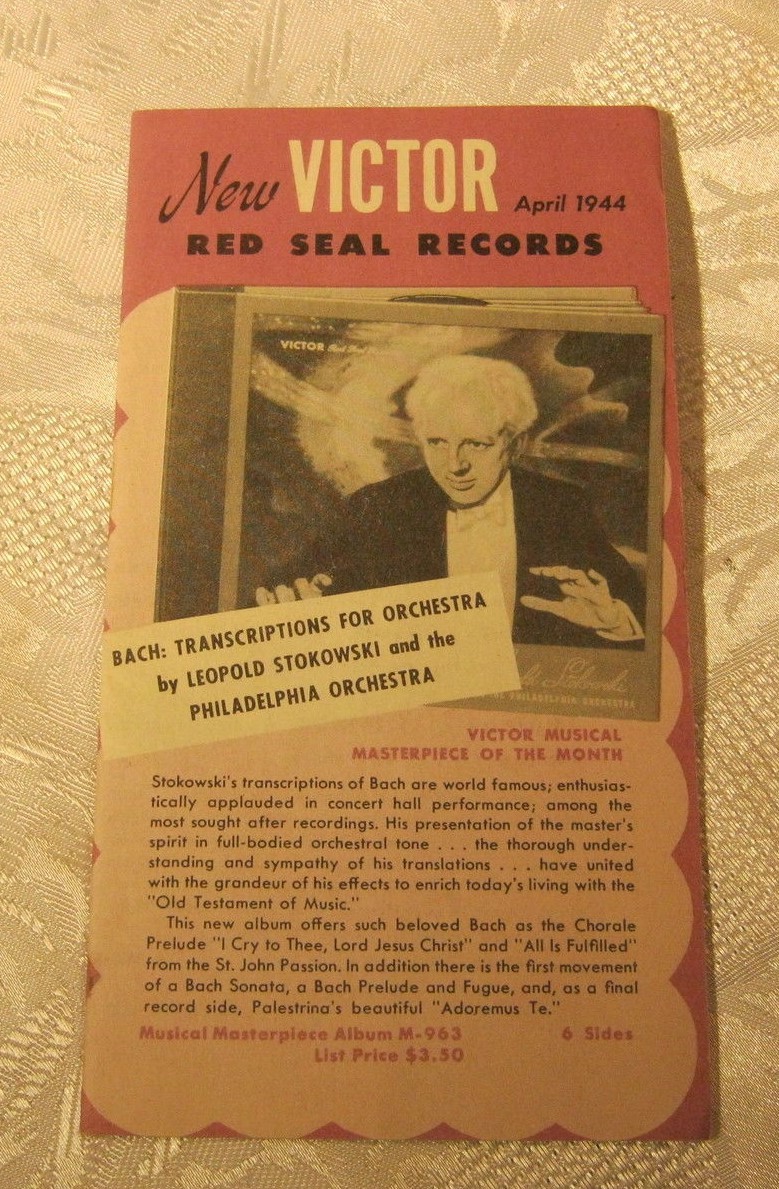 New VICTOR April 1944
RED SEAL RECORDS
VICTOR
BACH: TRANSCRIPTIONS FOR ORCHESTRA
by LEOPOLD STOKOWSKI and the
PHILADELPHIA ORCHESTRA
PHILADELPHIA ORCHESTRA
VICTOR MUSICAL
MASTERPIECE OF THE MONTH
Stokowski's transcriptions of Bach are world famous; enthusias-
tically applauded in concert hall performance; among the
most sought after recordings. His presentation of the master's
spirit in full-bodied orchestral tone . . . the thorough under-
standing and sympathy of his translations . . . have united
with the grandeur of his effects to enrich today's living with the
"Old Testament of Music."
This new album offers such beloved Bach as the Chorale
Prelude "I Cry to Thee, Lord Jesus Christ" and "All Is Fulfilled"
from the St. John Passion. In addition there is the first movement
of a Bach Sonata, a Bach Prelude and Fugue, and, as a final
record side, Palestrina's beautiful "Adoremus Te."
Musical Masterpiece Album M-963 6 Sides
List Price $3.50